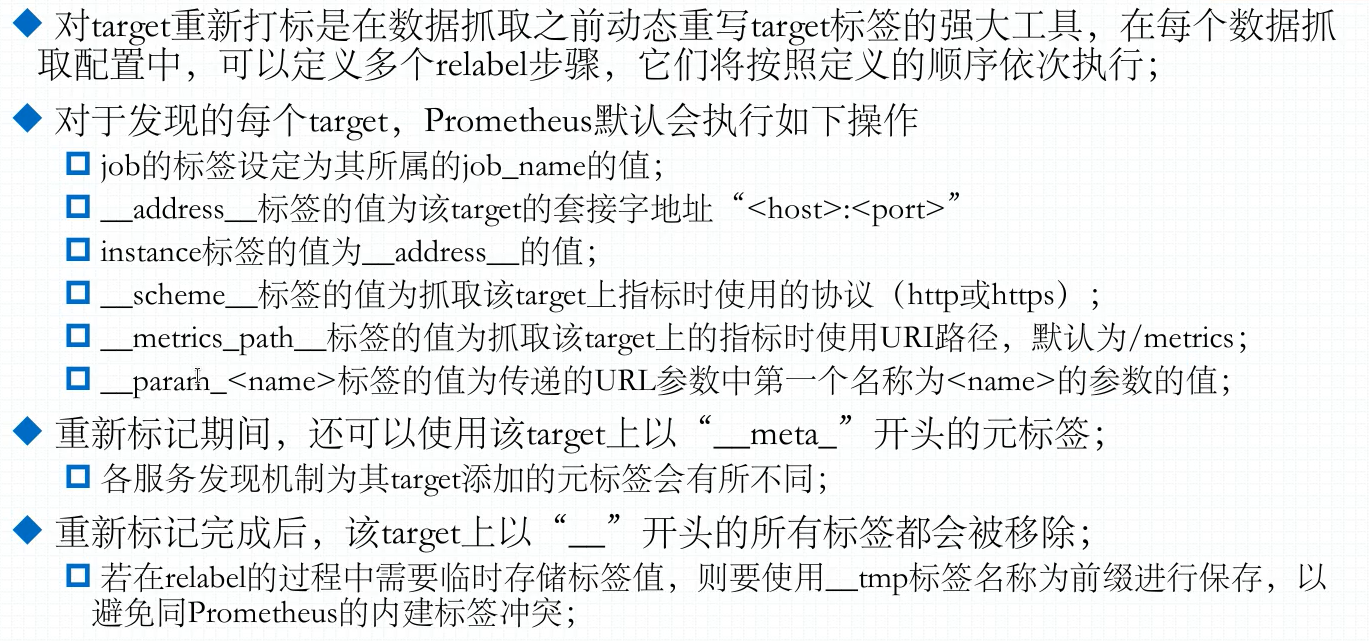 对target重新打标是在数据抓取之前动态重写target标签的强大工具，在每个数据抓
取配置中，可以定义多个relabel步骤，它们将按照定义的顺序依次执行；
对于发现的每个target，Prometheus默认会执行如下操作
job的标签设定为其所属的job_name的值；
__address__标签的值为该target的套接字地址“<host>:<port>”
instance标签的值为__address__的值；
__scheme__标签的值为抓取该target上指标时使用的协议（http或https）；
__metrics_path__标签的值为抓取该target上的指标时使用URI路径，默认为/metrics；
__param_<name>标签的值为传递的URL参数中第一个名称为<name>的参数的值；
重新标记期间，还可以使用该target上以“__meta_”开头的元标签；
各服务发现机制为其target添加的元标签会有所不同；
重新标记完成后，该target上以“__”开头的所有标签都会被移除；
若在relabel的过程中需要临时存储标签值，则要使用__tmp标签名称为前缀进行保存，以
避免同Prometheus的内建标签冲突；